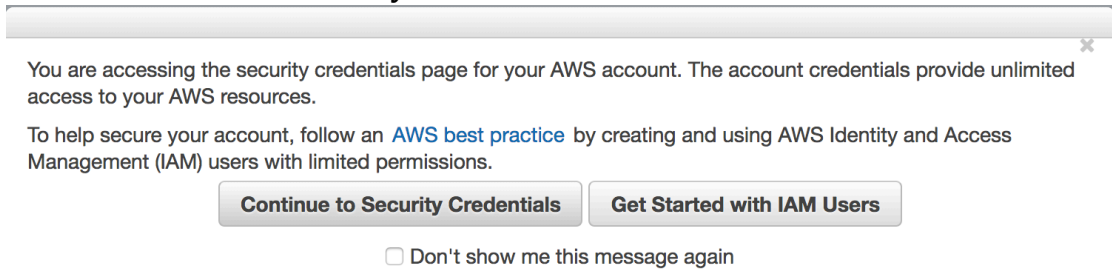 You are accessing the security credentials page for your AWS account. The account credentials provide unlimited
access to your AWS resources.
To help secure your account, follow an AWS best practice by creating and using AWS Identity and Access
Management (IAM) users with limited permissions.
Continue to Security Credentials Get Started with IAM Users
Don't show me this message again